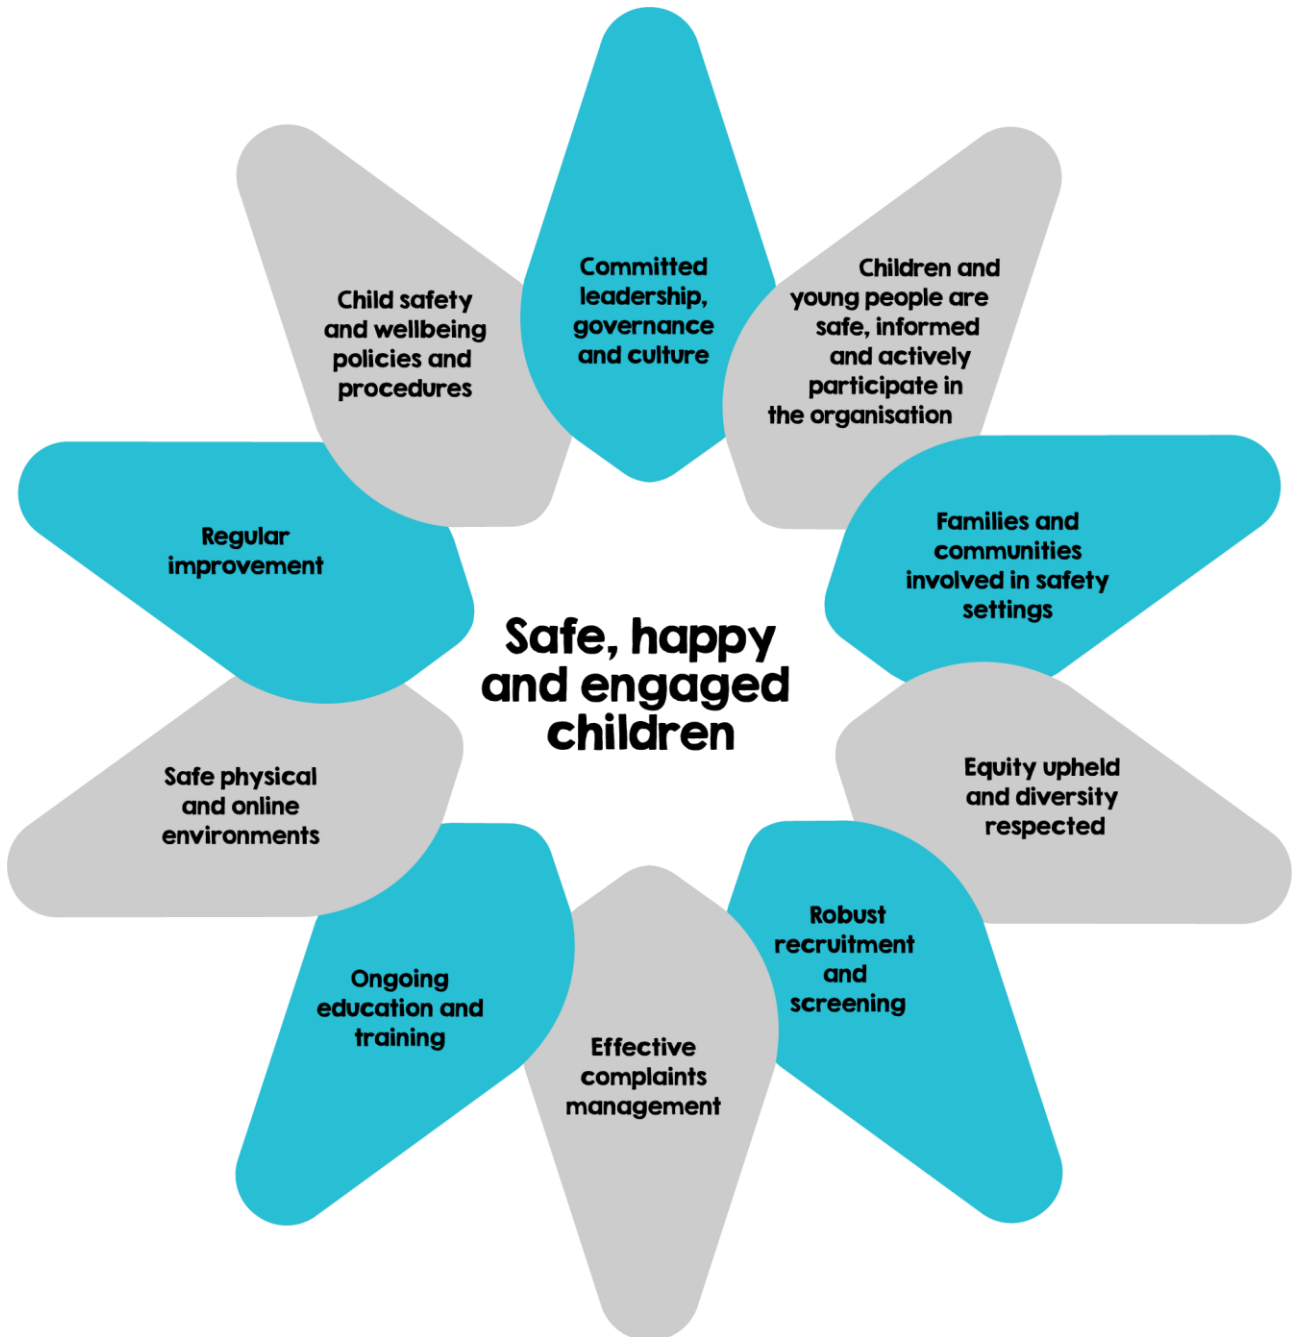 Committed
leadership,
governance
and culture
Children and
young people are
safe, informed
and actively
participate in
the organisation
Families and
communities
involved in safety
settings
Equity upheld
and diversity
respected
Robust
recruitment
and
screening
Effective
complaints
management
Ongoing
education and
training
Safe physical
and online
environments
Regular
improvement
Child safety
and wellbeing
policies and
procedures
Safe, happy
and engaged
children